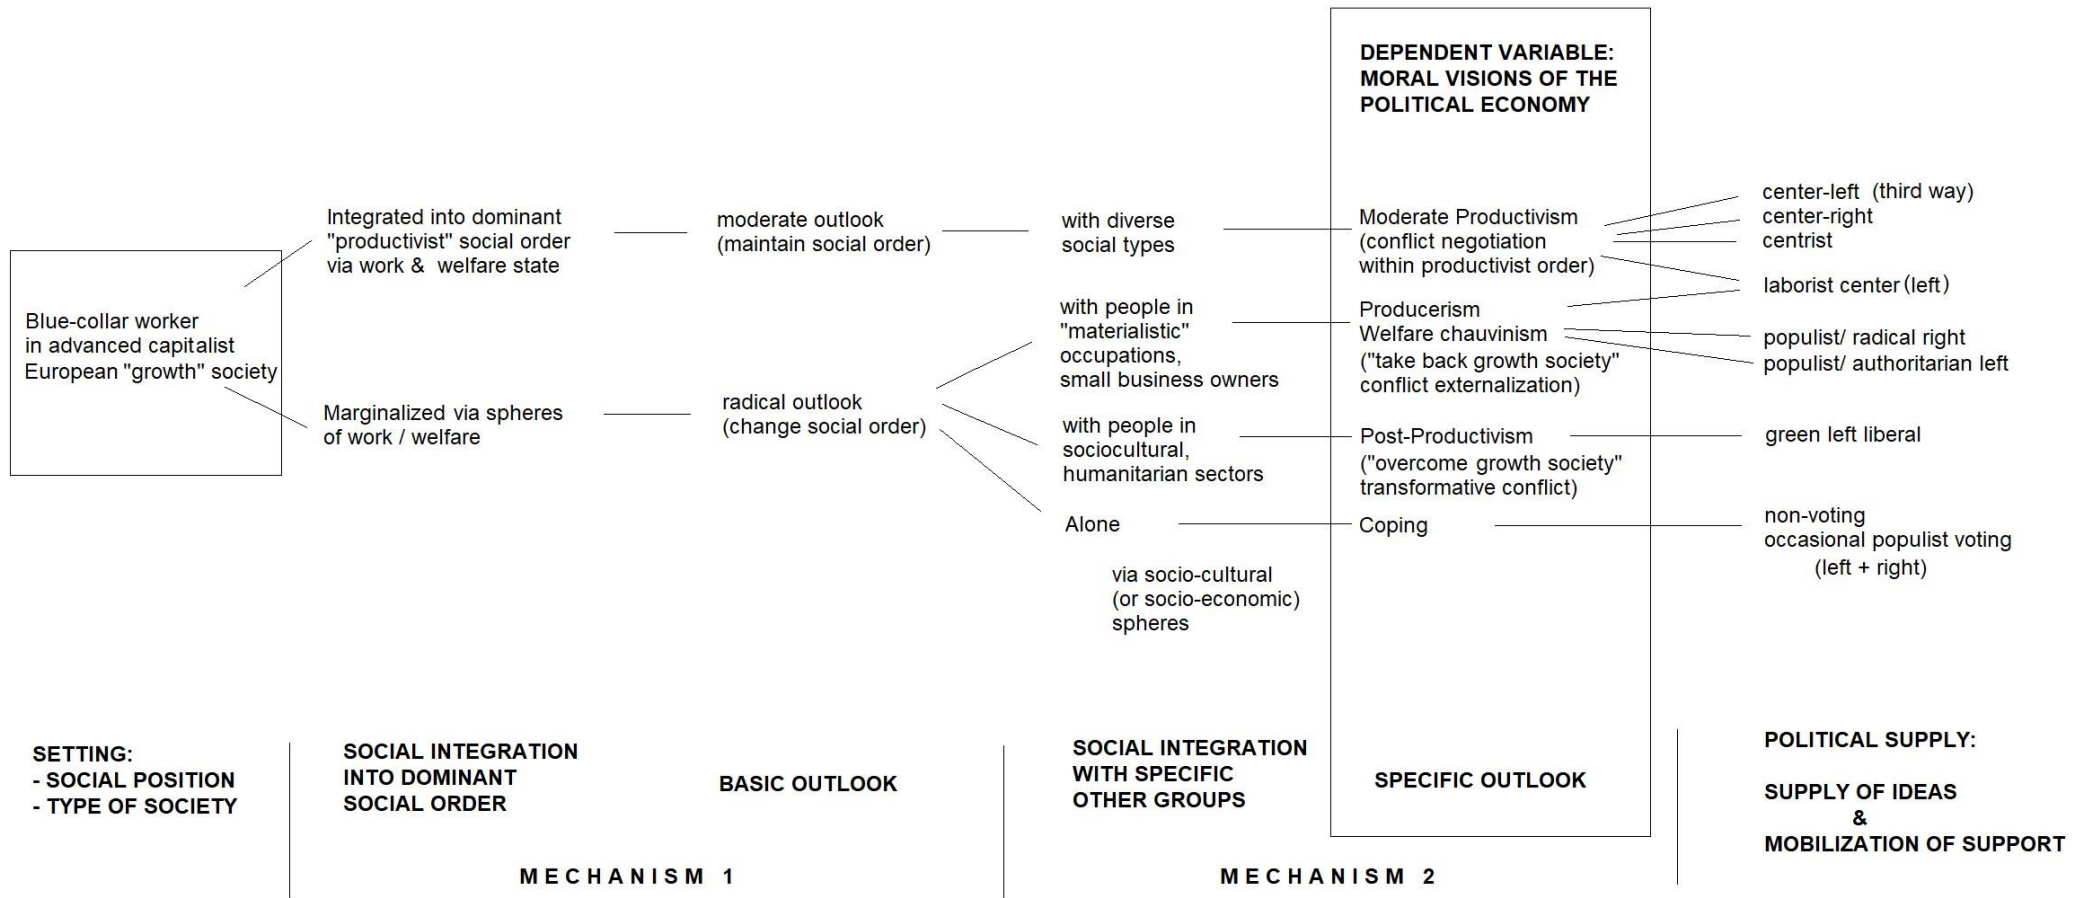 DEPENDENT VARIABLE:
MORAL VISIONS OF THE
POLITICAL ECONOMY
Blue-collar worker
in advanced capitalist
European "growth" society
Integrated into dominant
"productivist" social order
via work & welfare state
Marginalized via spheres
of work / welfare
moderate outlook
(maintain social order)
radical outlook
(change social order)
with diverse
social types
with people in
"materialistic"
occupations,
small business owners
with people in
sociocultural,
humanitarian sectors
Alone
via socio-cultural
(or socio-economic)
spheres
Moderate Productivism
(conflict negotiation
within productivist order)
Producerism
Welfare chauvinism
("take back growth society"
conflict externalization)
Post-Productivism
("overcome growth society"
transformative conflict)
Coping
center-left (third way)
center-right
centrist
laborist center (left)
populist/ radical right
populist/ authoritarian left
green left liberal
non-voting
occasional populist voting
(left + right)
SETTING:
- SOCIAL POSITION
- TYPE OF SOCIETY
SOCIAL INTEGRATION
INTO DOMINANT
SOCIAL ORDER
BASIC OUTLOOK
SOCIAL INTEGRATION
WITH SPECIFIC
OTHER GROUPS
SPECIFIC OUTLOOK
POLITICAL SUPPLY:
SUPPLY OF IDEAS
&
MOBILIZATION OF SUPPORT
MECHANISM 1
MECHANISM 2